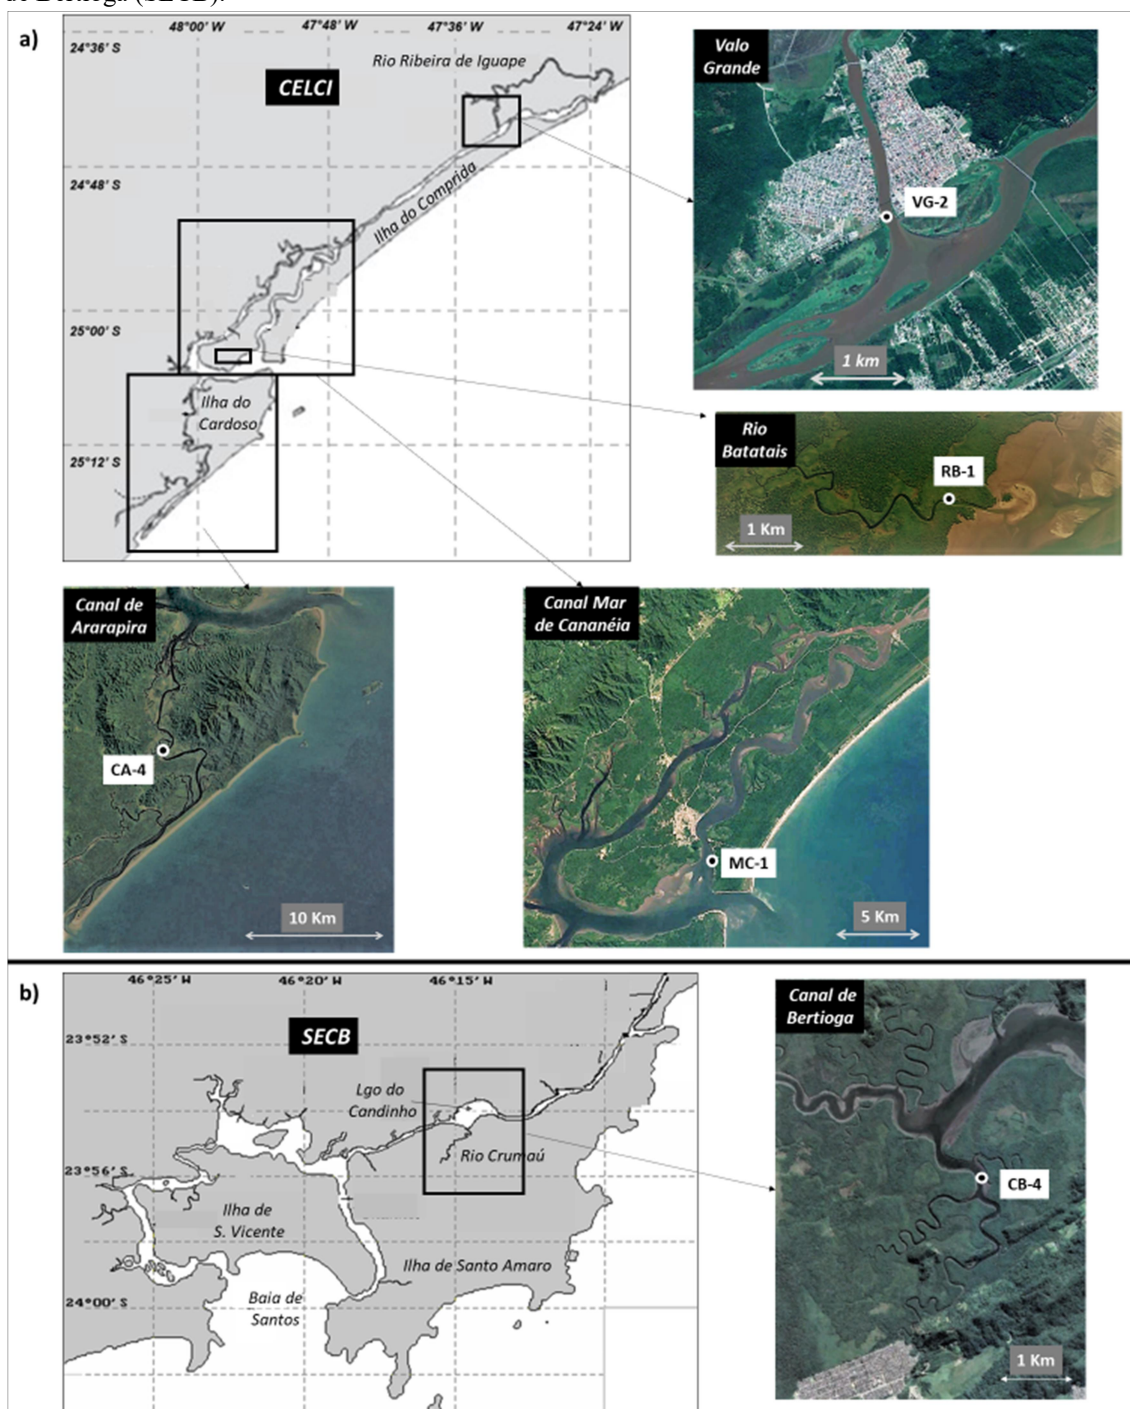 de Bertioga (SECB).
a)
48°00' W
47°48' W
47°36' W
47°24' W
24°36' S
24°48' S
25°00' S
25°12' S
CELCI
Rio Ribeira de Iguape
Ilha do Comprida
Ilha do
Cardoso
Valo
Grande
VG-2
1 km
Rio
Batatais
RB-1
1 Km
Canal de
Ararapira
CA-4
10 Km
Canal Mar
de Cananéia
MC-1
5 Km
b)
46°25' W
46°20' W
46°15' W
23°52' S
23°56' S
24°00' S
SECB
Lgo do
Candinho
Rio Crumaú
Ilha de
S. Vicente
Ilha de Santo Amaro
Baia de
Santos
Canal de
Bertioga
CB-4
1 Km